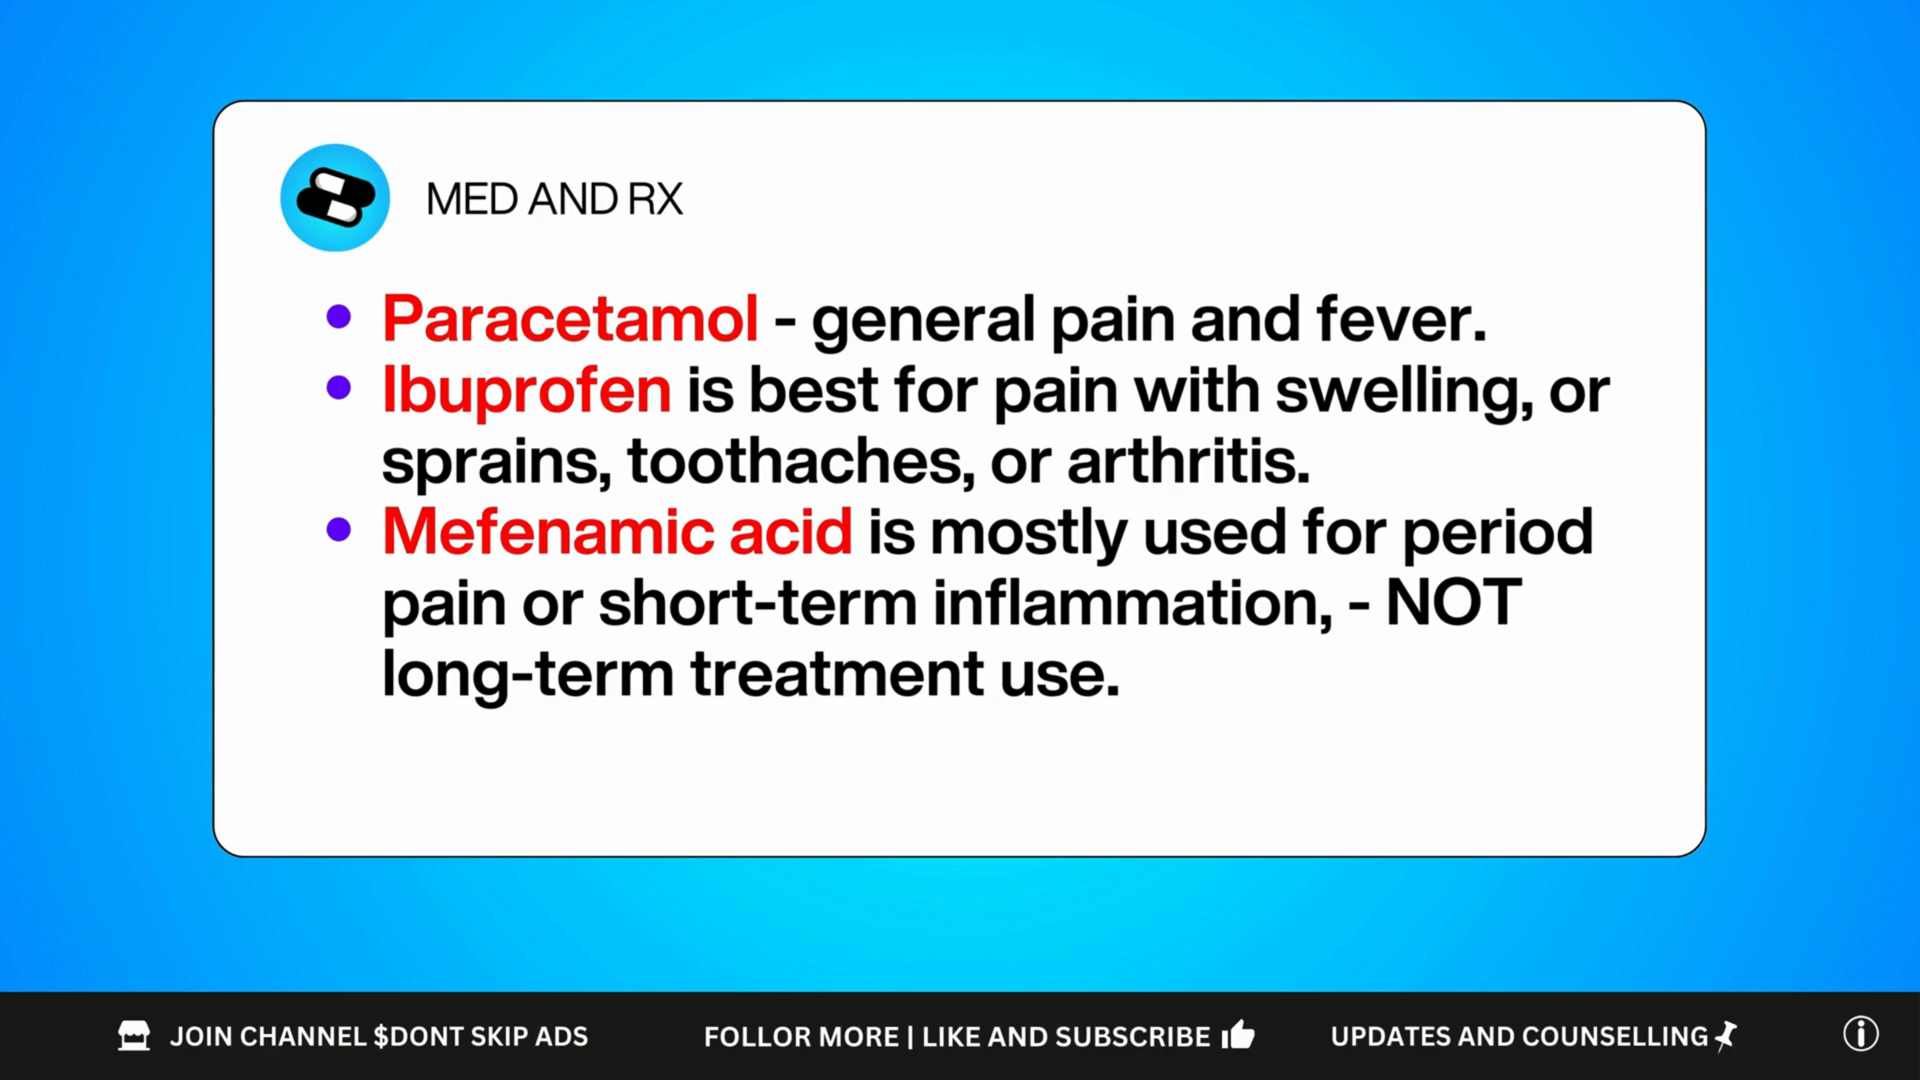 MED AND RX
• Paracetamol - general pain and fever.
• Ibuprofen is best for pain with swelling, or
sprains, toothaches, or arthritis.
• Mefenamic acid is mostly used for period
pain or short-term inflammation, - NOT
long-term treatment use.
JOIN CHANNEL $DONT SKIP ADS
FOLLOR MORE | LIKE AND SUBSCRIBE
UPDATES AND COUNSELLING